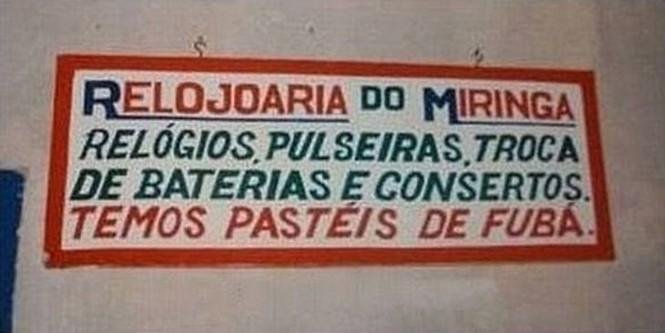 RELOJOARIA DO MIRINGA
RELÓGIOS, PULSEIRAS, TROCA
DE BATERIAS E CONSERTOS.
TEMOS PASTÉIS DE FUBÁ.